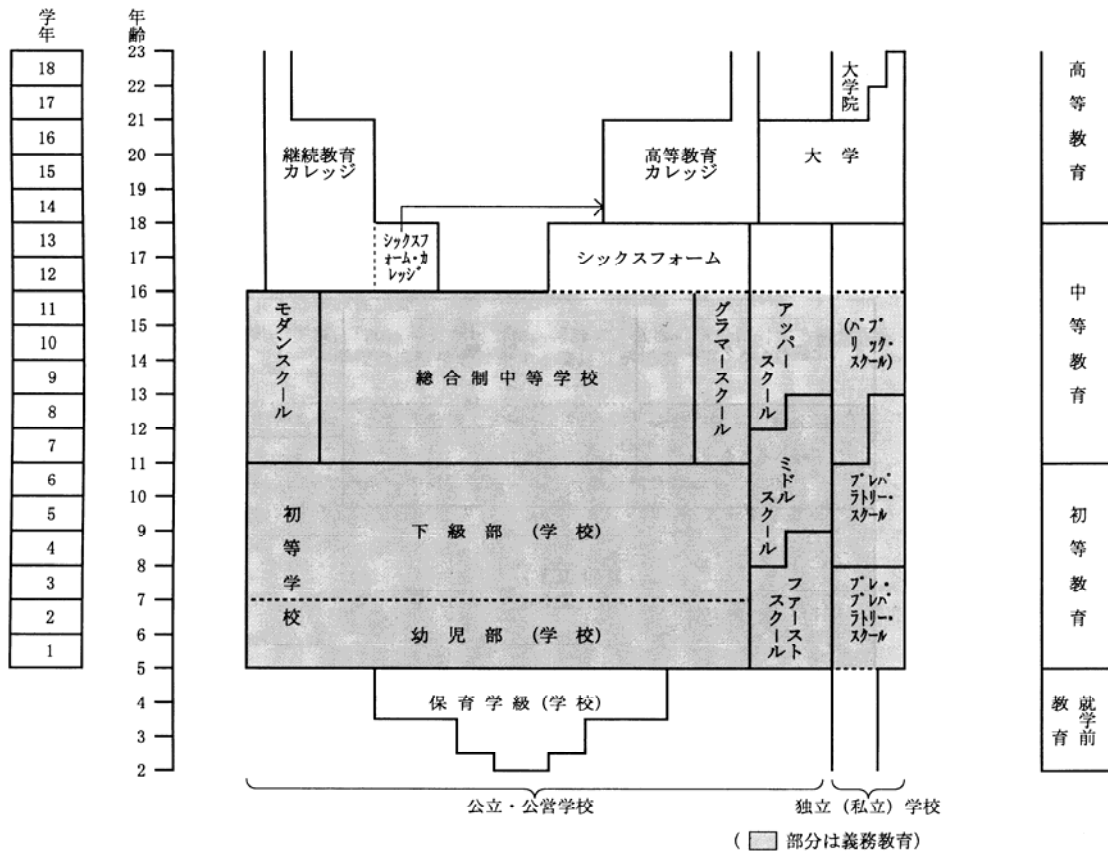 学年
年齢
23
18
22
17
21
16
20
15
19
14
18
13
17
12
16
11
15
10
14
9
13
8
12
7
11
6
10
5
9
4
8
3
7
2
6
1
5
4
3
2
継続教育
カレッジ
高等教育
カレッジ
大学
大学院
シックスフ
ォーム・カ
レッジ
シックスフォーム
モダンスクール
総合制中等学校
グラマースクール
アッパー
スクール
(パブ
リック・
スクール)
ミドル
スクール
プレパ
ラトリー・
スクール
初等学校
下級部(学校)
幼児部(学校)
ファースト
スクール
プレ・
プレパ
ラトリー・
スクール
保育学級(学校)
高等教育
中等教育
初等教育
就学前
教育
公立・公営学校
独立(私立)学校
( 部分は義務教育)